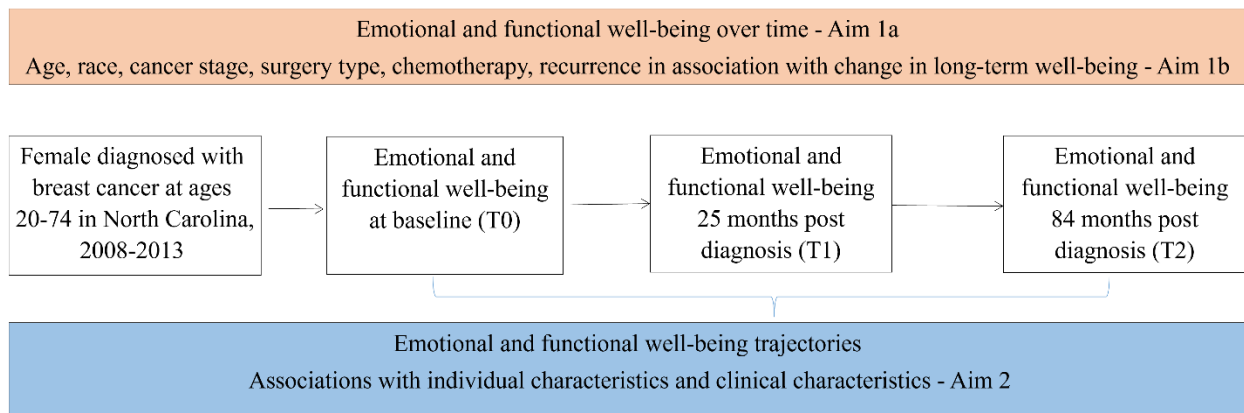 Emotional and functional well-being over time - Aim 1a
Age, race, cancer stage, surgery type, chemotherapy, recurrence in association with change in long-term well-being - Aim 1b
Female diagnosed with
breast cancer at ages
20-74 in North Carolina,
2008-2013
Emotional and
functional well-being
at baseline (T0)
Emotional and
functional well-being
25 months post
diagnosis (T1)
Emotional and
functional well-being
84 months post
diagnosis (T2)
Emotional and functional well-being trajectories
Associations with individual characteristics and clinical characteristics - Aim 2